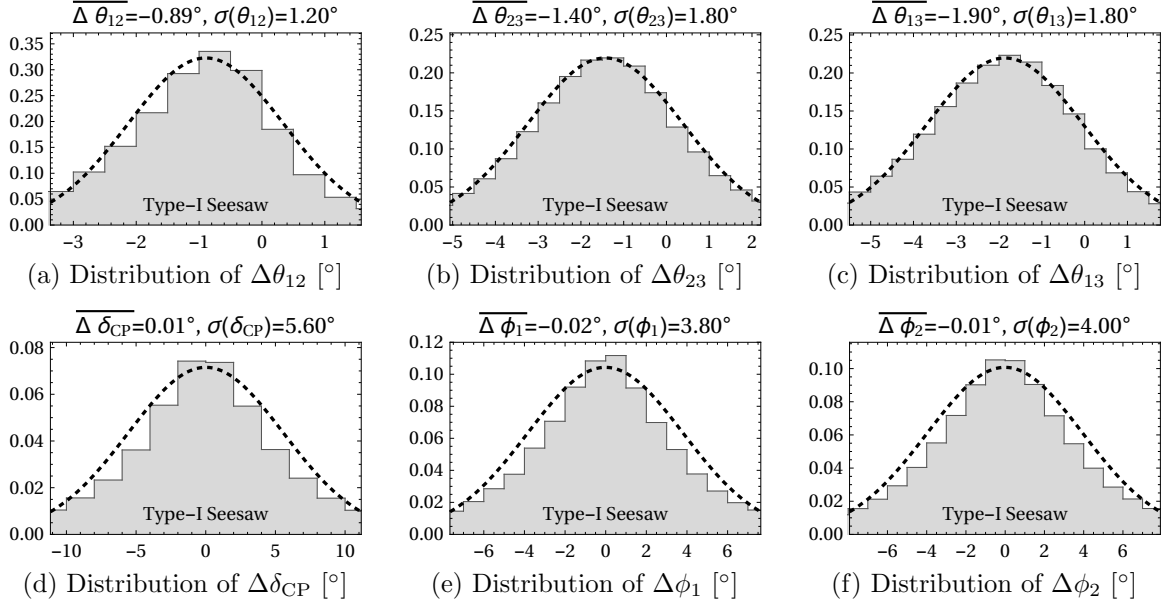 Δ θ12=−0.89°, σ(θ12)=1.20°
0.35
0.30
0.25
0.20
0.15
0.10
0.05
0.00
Type−I Seesaw
−3 −2 −1 0 1
(a) Distribution of Δθ12 [°]
Δ θ23=−1.40°, σ(θ23)=1.80°
0.25
0.20
0.15
0.10
0.05
0.00
Type−I Seesaw
−5 −4 −3 −2 −1 0 1 2
(b) Distribution of Δθ23 [°]
Δ θ13=−1.90°, σ(θ13)=1.80°
0.25
0.20
0.15
0.10
0.05
0.00
Type−I Seesaw
−5 −4 −3 −2 −1 0 1
(c) Distribution of Δθ13 [°]
Δ δCP=0.01°, σ(δCP)=5.60°
0.08
0.06
0.04
0.02
0.00
Type−I Seesaw
−10 −5 0 5 10
(d) Distribution of ΔδCP [°]
Δ ϕ1=−0.02°, σ(ϕ1)=3.80°
0.12
0.10
0.08
0.06
0.04
0.02
0.00
Type−I Seesaw
−6 −4 −2 0 2 4 6
(e) Distribution of Δϕ1 [°]
Δ ϕ2=−0.01°, σ(ϕ2)=4.00°
0.10
0.08
0.06
0.04
0.02
0.00
Type−I Seesaw
−6 −4 −2 0 2 4 6
(f) Distribution of Δϕ2 [°]